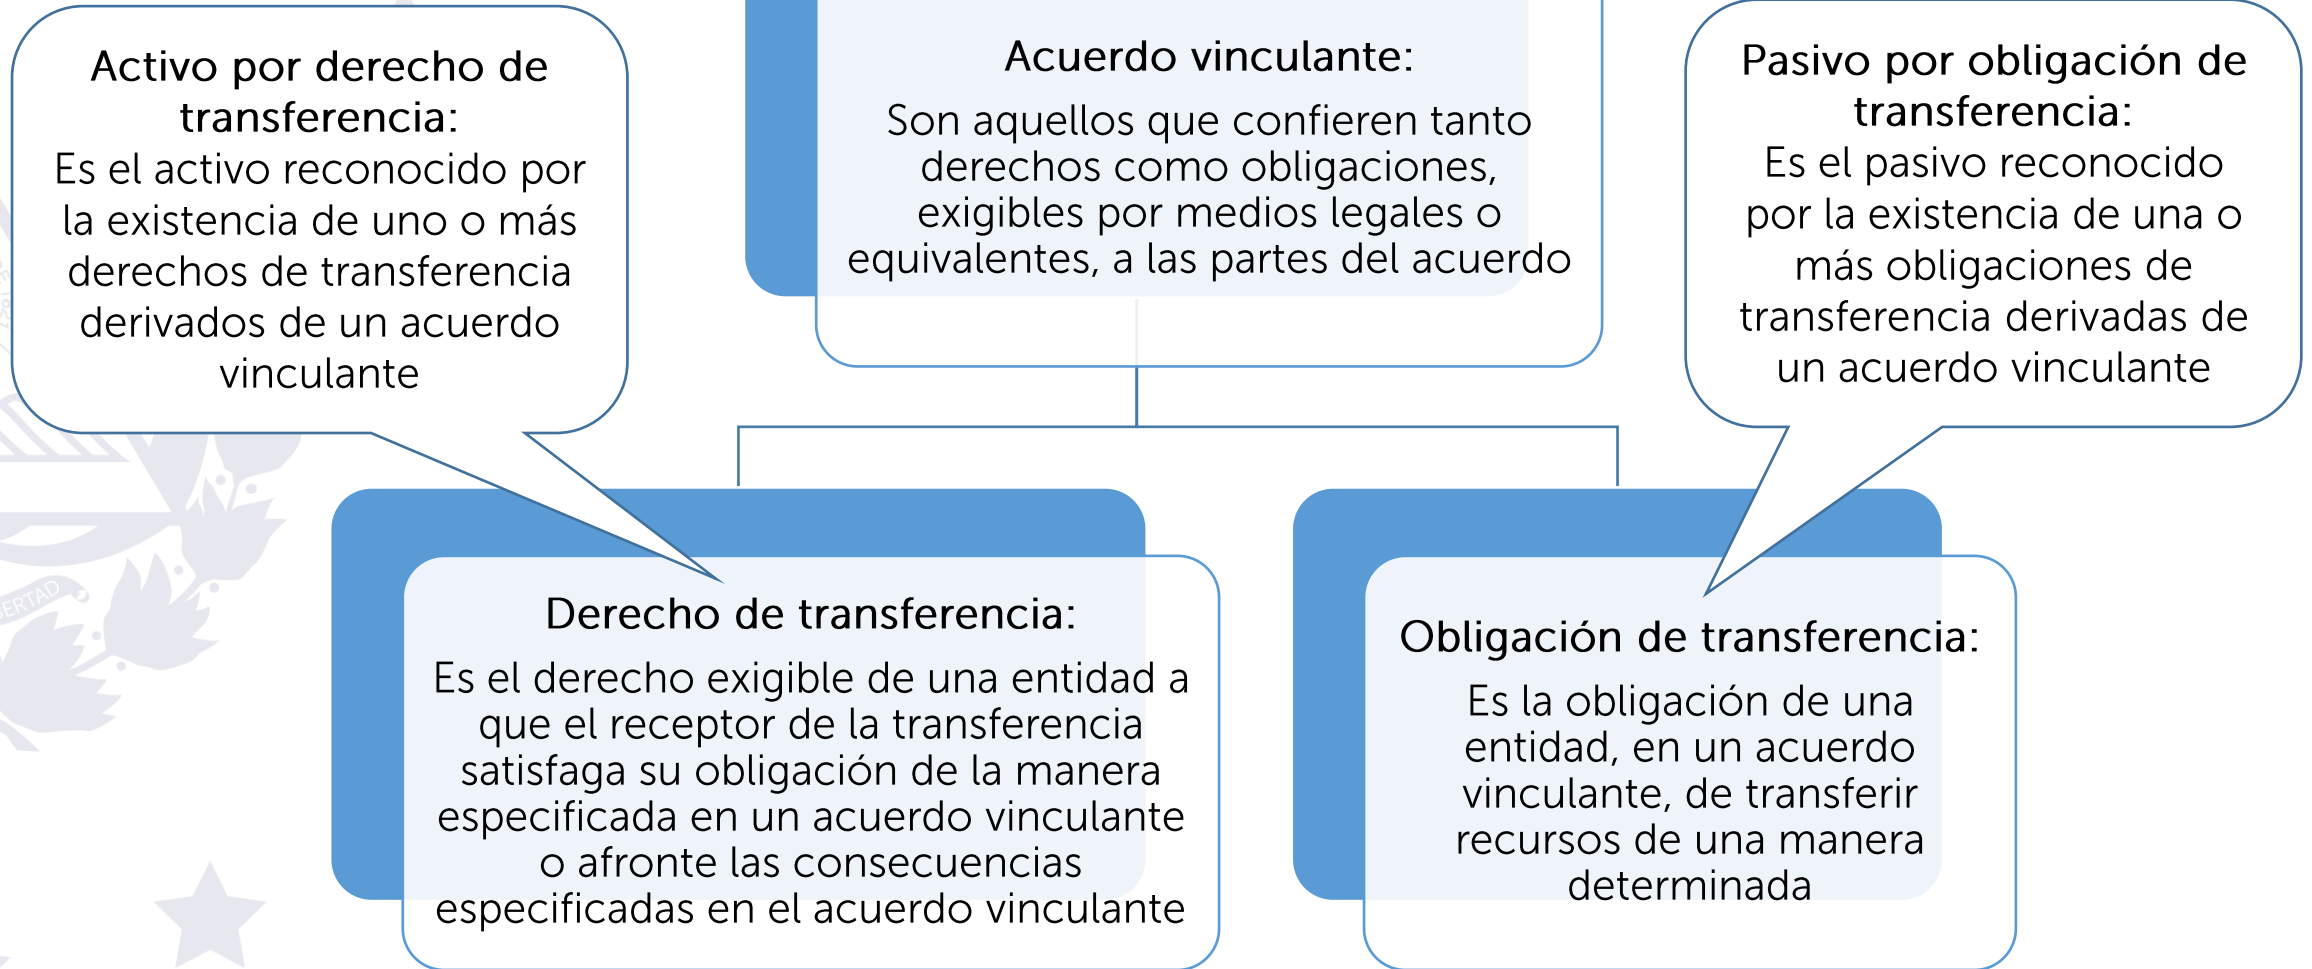 Activo por derecho de
transferencia:
Es el activo reconocido por
la existencia de uno o más
derechos de transferencia
derivados de un acuerdo
vinculante
Acuerdo vinculante:
Son aquellos que confieren tanto
derechos como obligaciones,
exigibles por medios legales o
equivalentes, a las partes del acuerdo
Pasivo por obligación de
transferencia:
Es el pasivo reconocido
por la existencia de una o
más obligaciones de
transferencia derivadas de
un acuerdo vinculante
Derecho de transferencia:
Es el derecho exigible de una entidad a
que el receptor de la transferencia
satisfaga su obligación de la manera
especificada en un acuerdo vinculante
o afronte las consecuencias
especificadas en el acuerdo vinculante
Obligación de transferencia:
Es la obligación de una
entidad, en un acuerdo
vinculante, de transferir
recursos de una manera
determinada
DE 1821